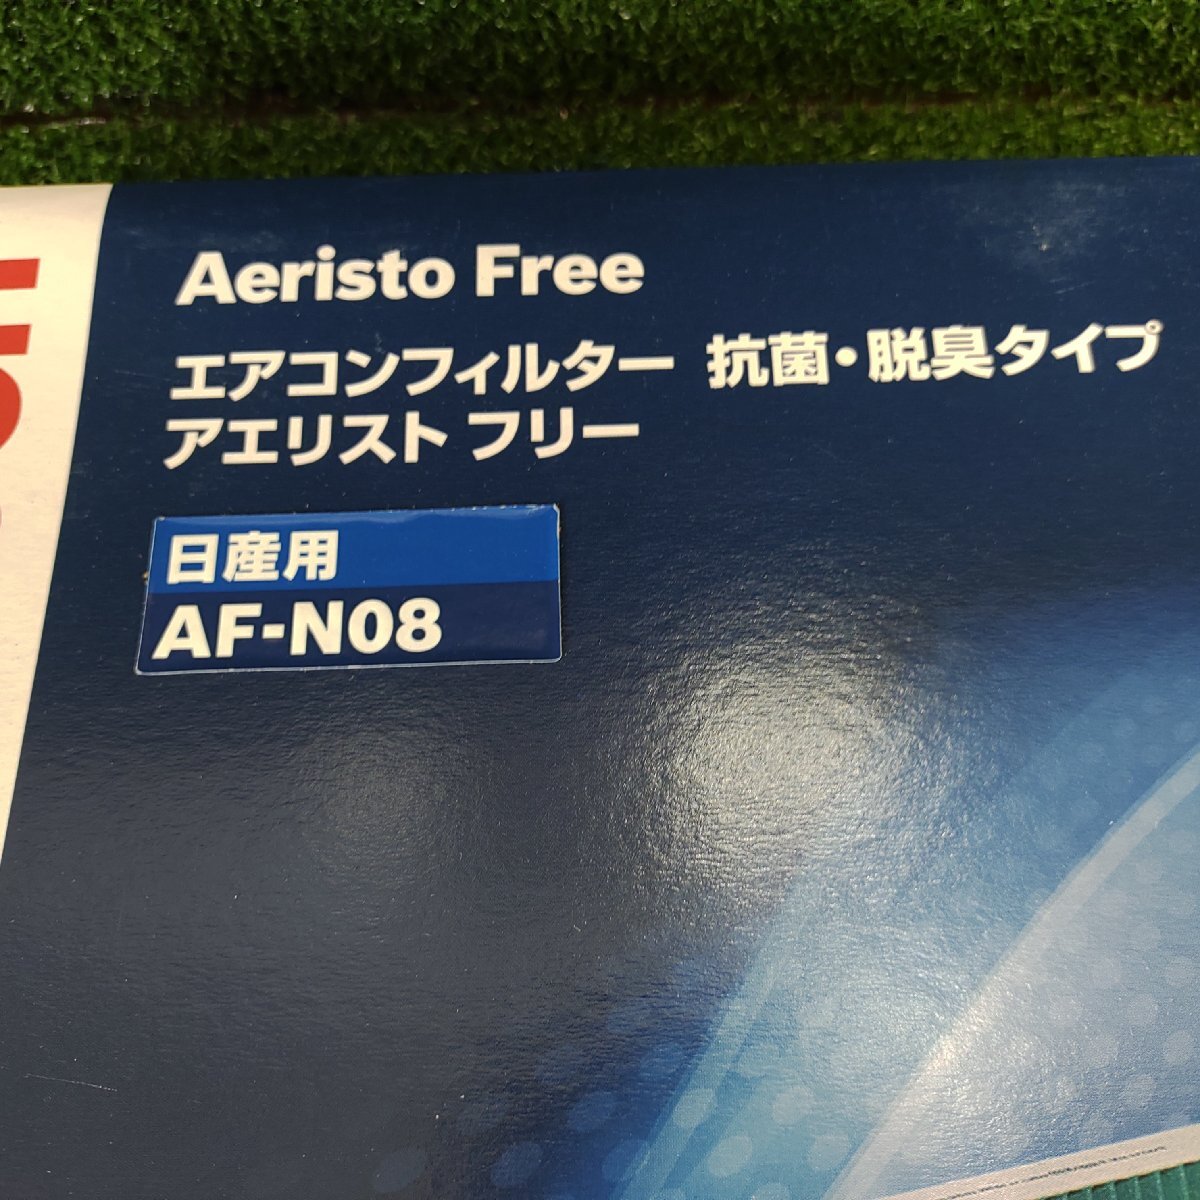 Aeristo Free
エアコンフィルター 抗菌・脱臭タイプ
アエリスト フリー
日産用
AF-N08